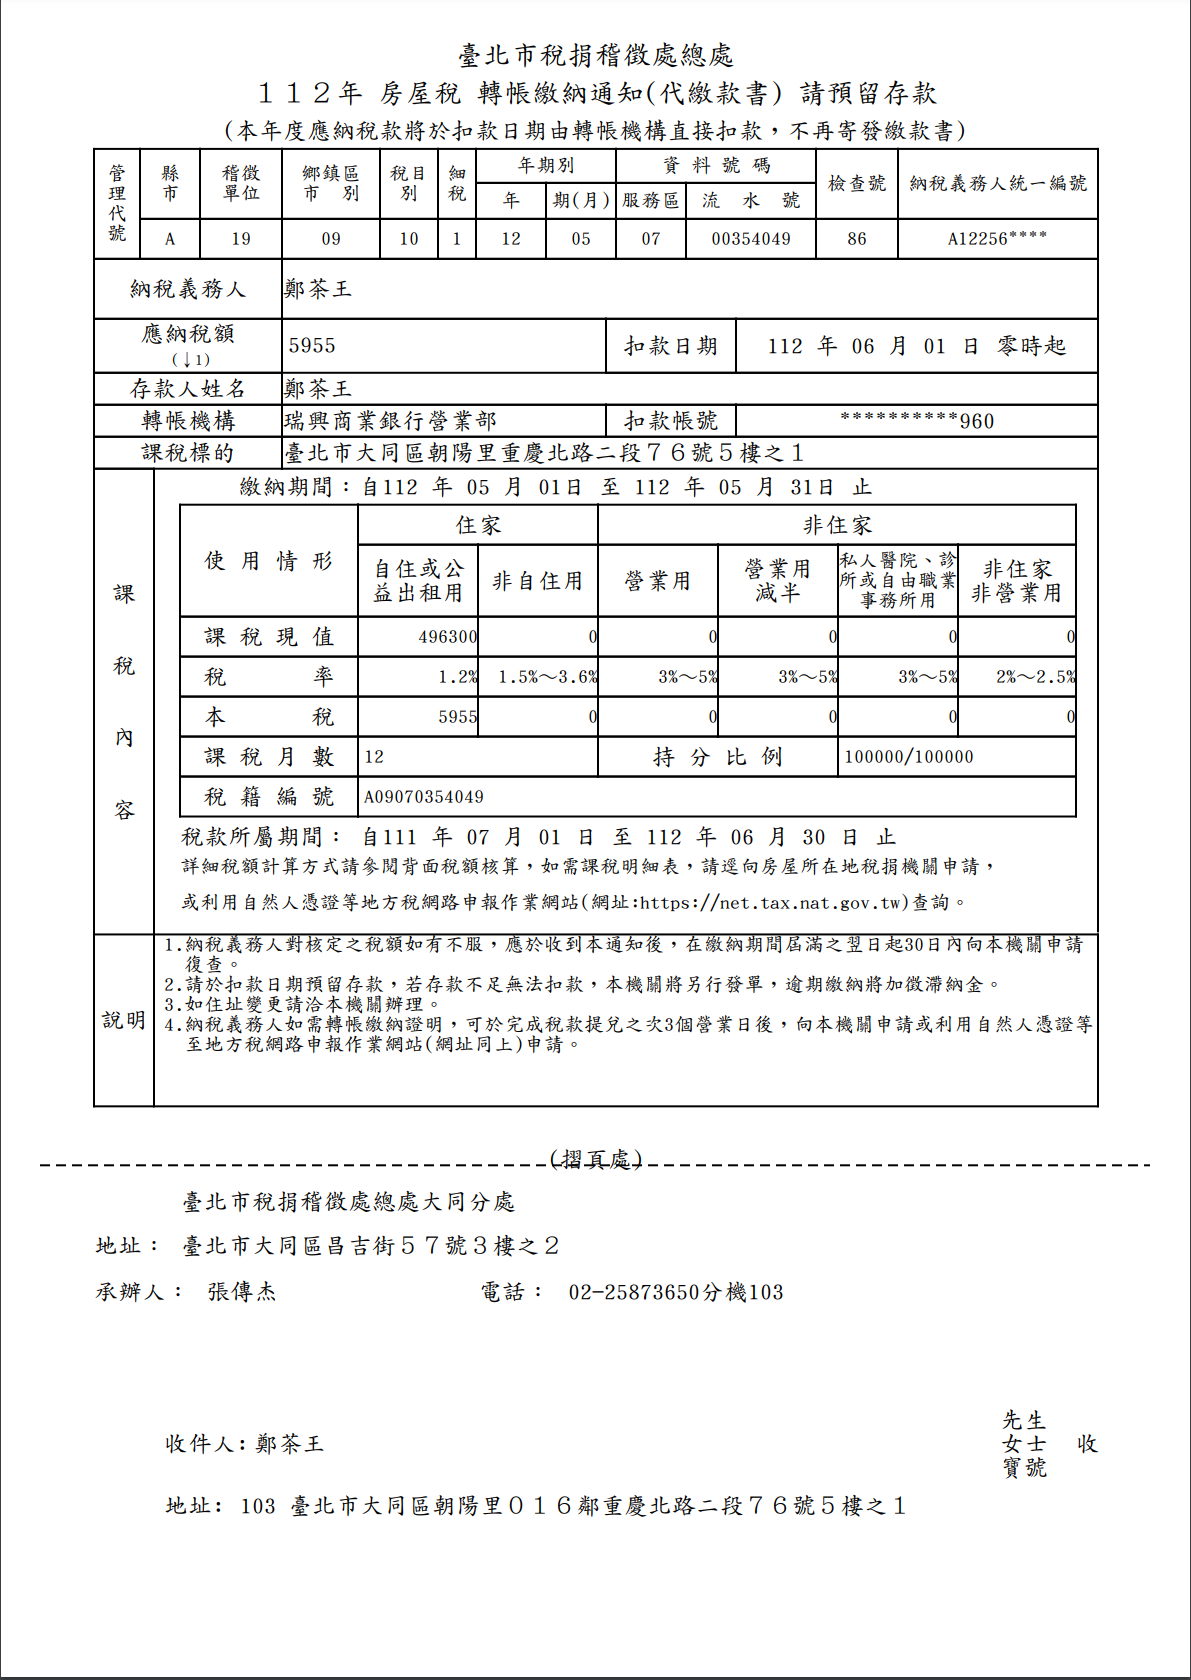 臺北市稅捐稽徵處總處
１１２年 房屋稅 轉帳繳納通知(代繳款書) 請預留存款
(本年度應納稅款將於扣款日期由轉帳機構直接扣款，不再寄發繳款書)
管理代號 縣市 稽徵單位 鄉鎮區市 別 稅目別 細稅 年期別 資 料 號 碼 檢查號 納稅義務人統一編號
年 期(月) 服務區 流 水 號
A 19 09 10 1 12 05 07 00354049 86 A12256****
納稅義務人 鄭茶王
應納稅額 (↓1) 5955 扣款日期 112 年 06 月 01 日 零時起
存款人姓名 鄭茶王
轉帳機構 瑞興商業銀行營業部 扣款帳號 **********960
課稅標的 臺北市大同區朝陽里重慶北路二段７６號５樓之１
課稅內容
繳納期間：自112 年 05 月 01日 至 112 年 05 月 31日 止
使 用 情 形 住家 非住家
自住或公益出租用 非自住用 營業用 營業用減半 私人醫院、診所或自由職業事務所用 非住家非營業用
課 稅 現 值 496300 0 0 0 0 0
稅 率 1.2% 1.5%～3.6% 3%～5% 3%～5% 3%～5% 2%～2.5%
本 稅 5955 0 0 0 0 0
課 稅 月 數 12 持 分 比 例 100000/100000
稅 籍 編 號 A09070354049
稅款所屬期間： 自111 年 07 月 01 日 至 112 年 06 月 30 日 止
詳細稅額計算方式請參閱背面稅額核算，如需課稅明細表，請逕向房屋所在地稅捐機關申請，
或利用自然人憑證等地方稅網路申報作業網站(網址:https://net.tax.nat.gov.tw)查詢。
說明
1.納稅義務人對核定之稅額如有不服，應於收到本通知後，在繳納期間屆滿之翌日起30日內向本機關申請
復查。
2.請於扣款日期預留存款，若存款不足無法扣款，本機關將另行發單，逾期繳納將加徵滯納金。
3.如住址變更請洽本機關辦理。
4.納稅義務人如需轉帳繳納證明，可於完成稅款提兌之次3個營業日後，向本機關申請或利用自然人憑證等
至地方稅網路申報作業網站(網址同上)申請。
(摺頁處)
臺北市稅捐稽徵處總處大同分處
地址： 臺北市大同區昌吉街５７號３樓之２
承辦人： 張傳杰 電話： 02-25873650分機103
先生
收件人:鄭茶王 女士 收
寶號
地址: 103 臺北市大同區朝陽里０１６鄰重慶北路二段７６號５樓之１